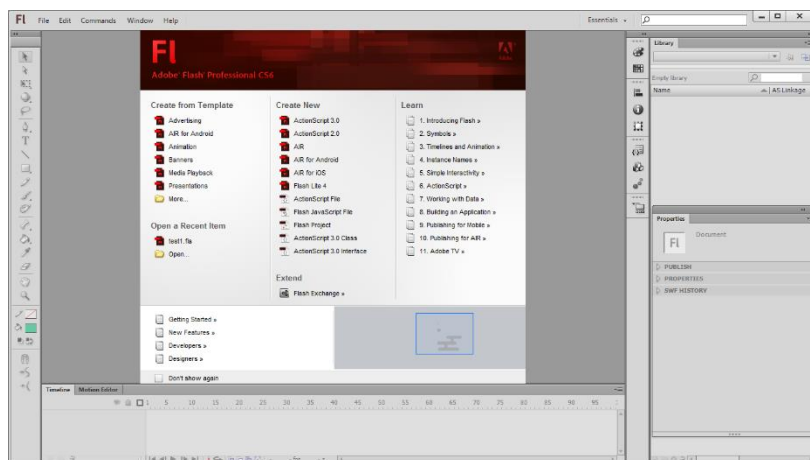 Fl File Edit Commands Window Help Essentials
Library
Empty library
Name AS Linkage
Fl
Adobe® Flash® Professional CS6
Adobe
Create from Template
Advertising
AIR for Android
Animation
Banners
Media Playback
Presentations
More...
Open a Recent Item
test1.fla
Open...
Create New
ActionScript 3.0
ActionScript 2.0
AIR
AIR for Android
AIR for iOS
Flash Lite 4
ActionScript File
Flash JavaScript File
Flash Project
ActionScript 3.0 Class
ActionScript 3.0 Interface
Extend
Flash Exchange »
Learn
1. Introducing Flash »
2. Symbols »
3. Timelines and Animation »
4. Instance Names »
5. Simple Interactivity »
6. ActionScript »
7. Working with Data »
8. Building an Application »
9. Publishing for Mobile »
10. Publishing for AIR »
11. Adobe TV »
Getting Started »
New Features »
Developers »
Designers »
Don't show again
Properties
Fl Document
PUBLISH
PROPERTIES
SWF HISTORY
Timeline Motion Editor
1 5 10 15 20 25 30 35 40 45 50 55 60 65 70 75 80 85 90 95